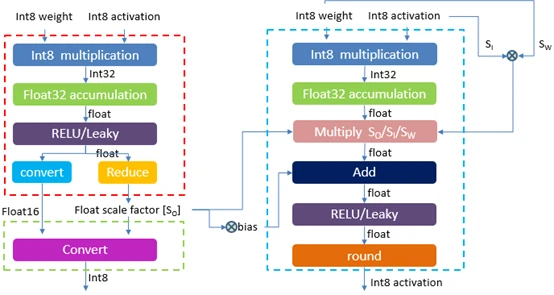 Int8 weight
Int8 activation
Int8 multiplication
Int32
Float32 accumulation
float
RELU/Leaky
float
convert
Reduce
Float16
Float scale factor [S_O]
Convert
Int8
Int8 weight
Int8 activation
S_I
S_W
Int8 multiplication
Int32
Float32 accumulation
float
Multiply S_O/S_I/S_W
float
bias
Add
float
RELU/Leaky
float
round
Int8 activation